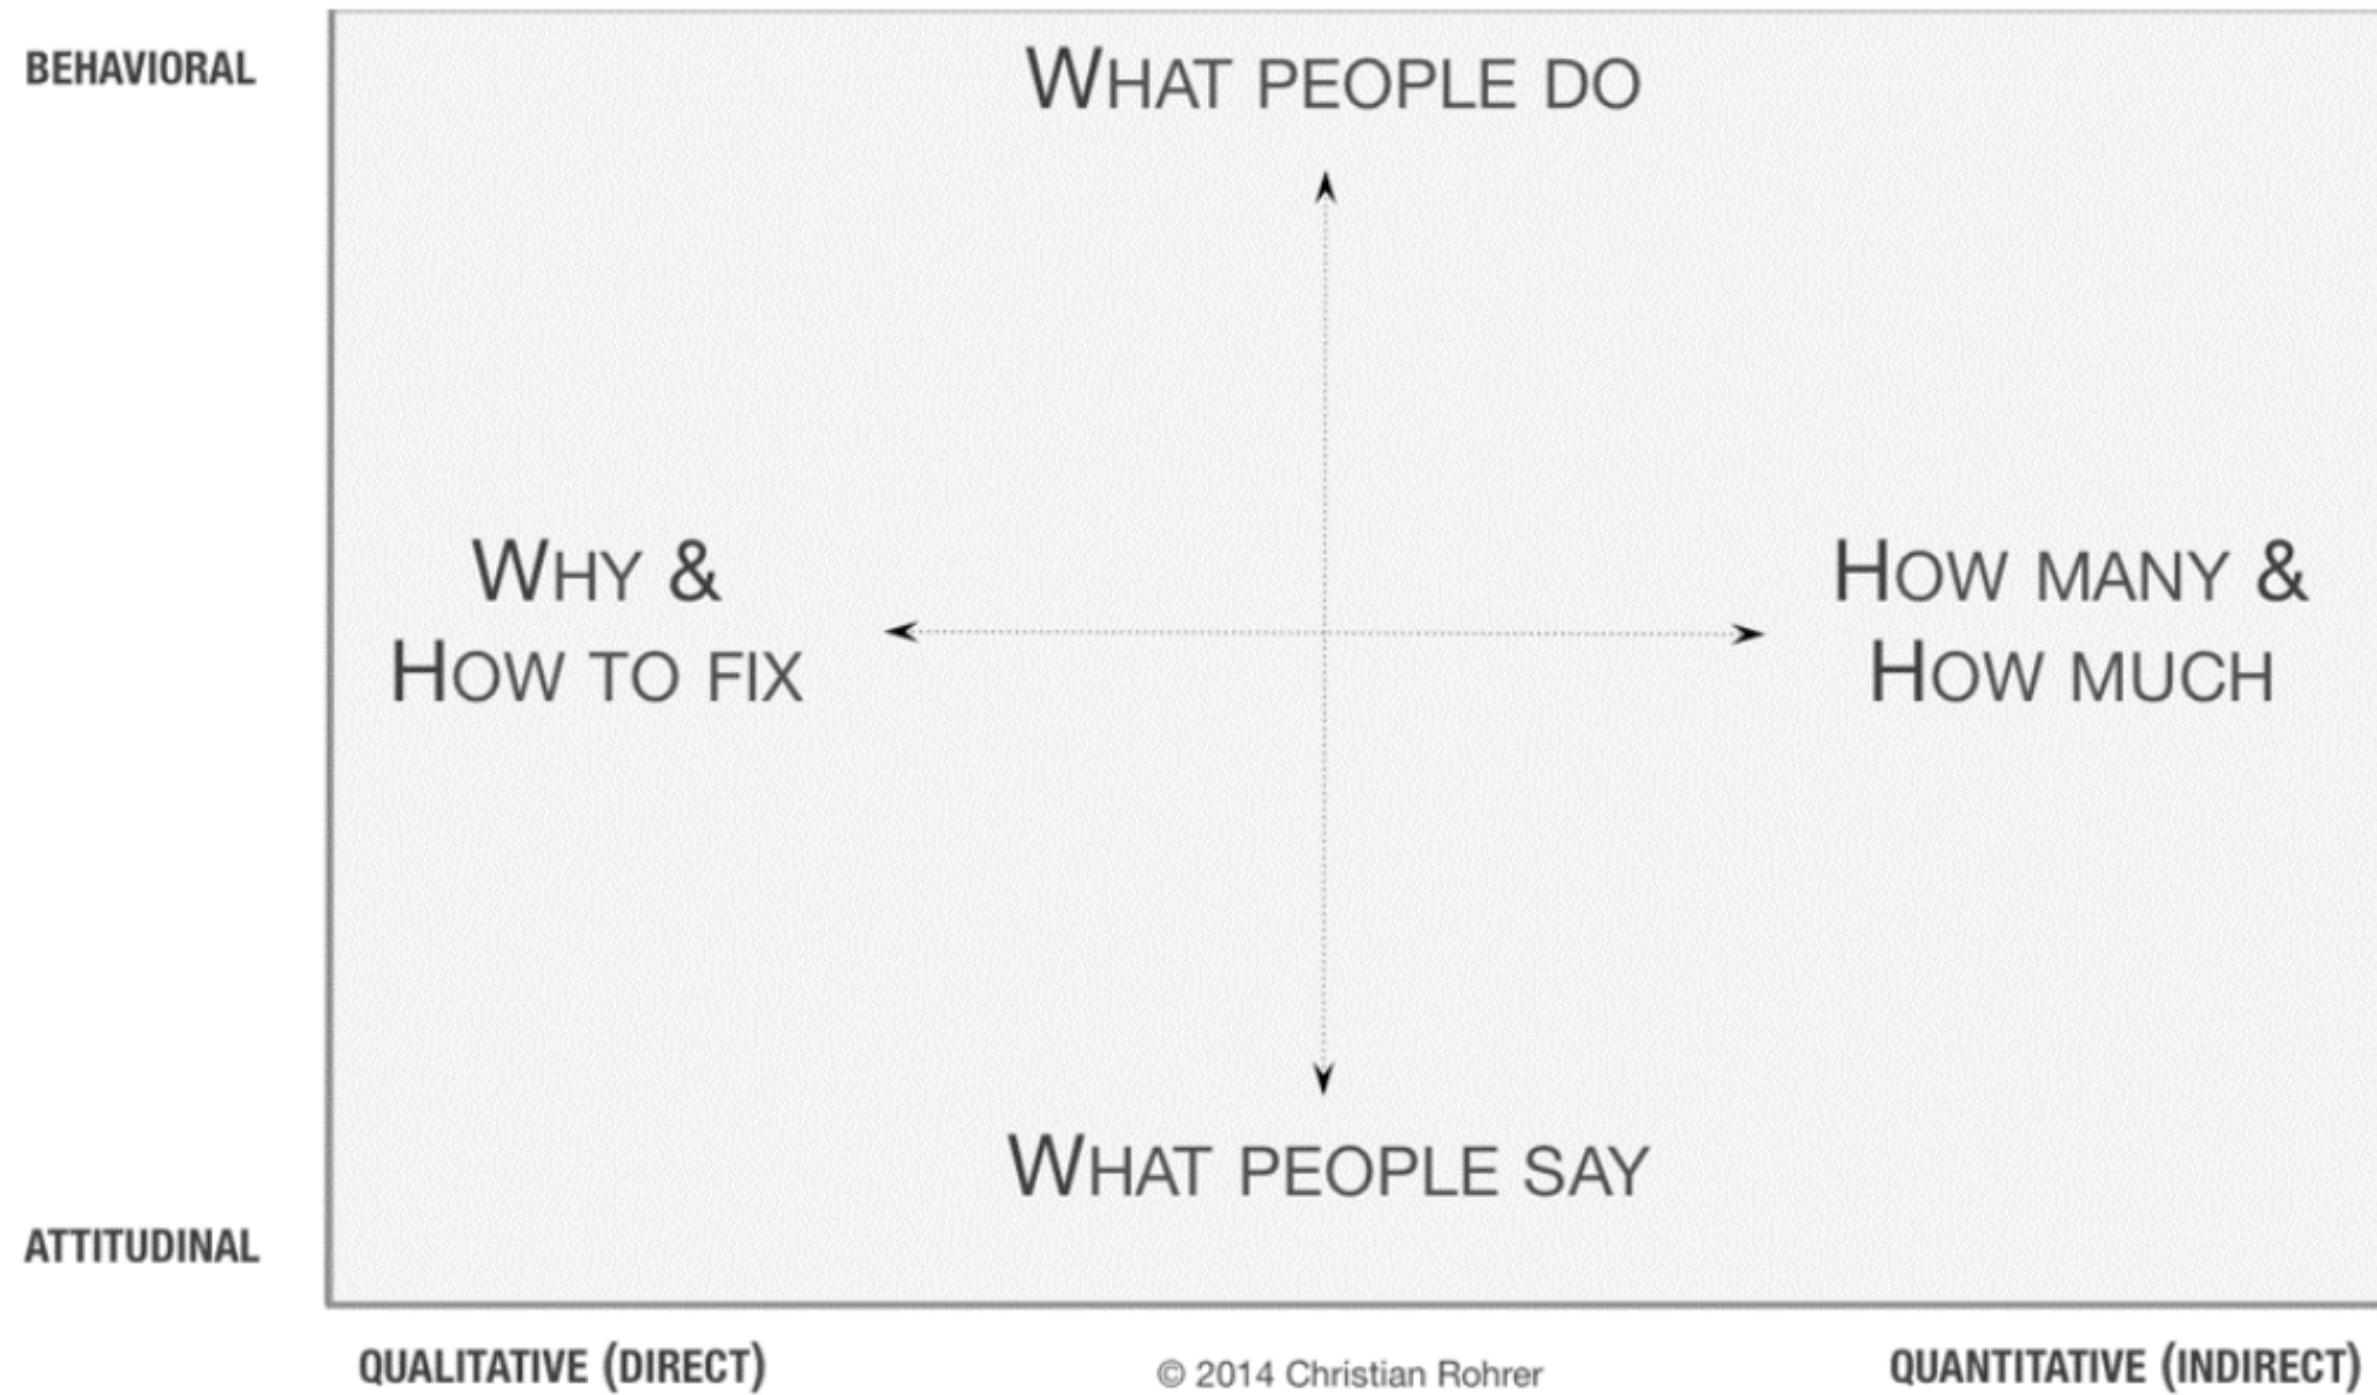 BEHAVIORAL
WHAT PEOPLE DO
WHY &
HOW TO FIX
HOW MANY &
HOW MUCH
WHAT PEOPLE SAY
ATTITUDINAL
QUALITATIVE (DIRECT)
© 2014 Christian Rohrer
QUANTITATIVE (INDIRECT)